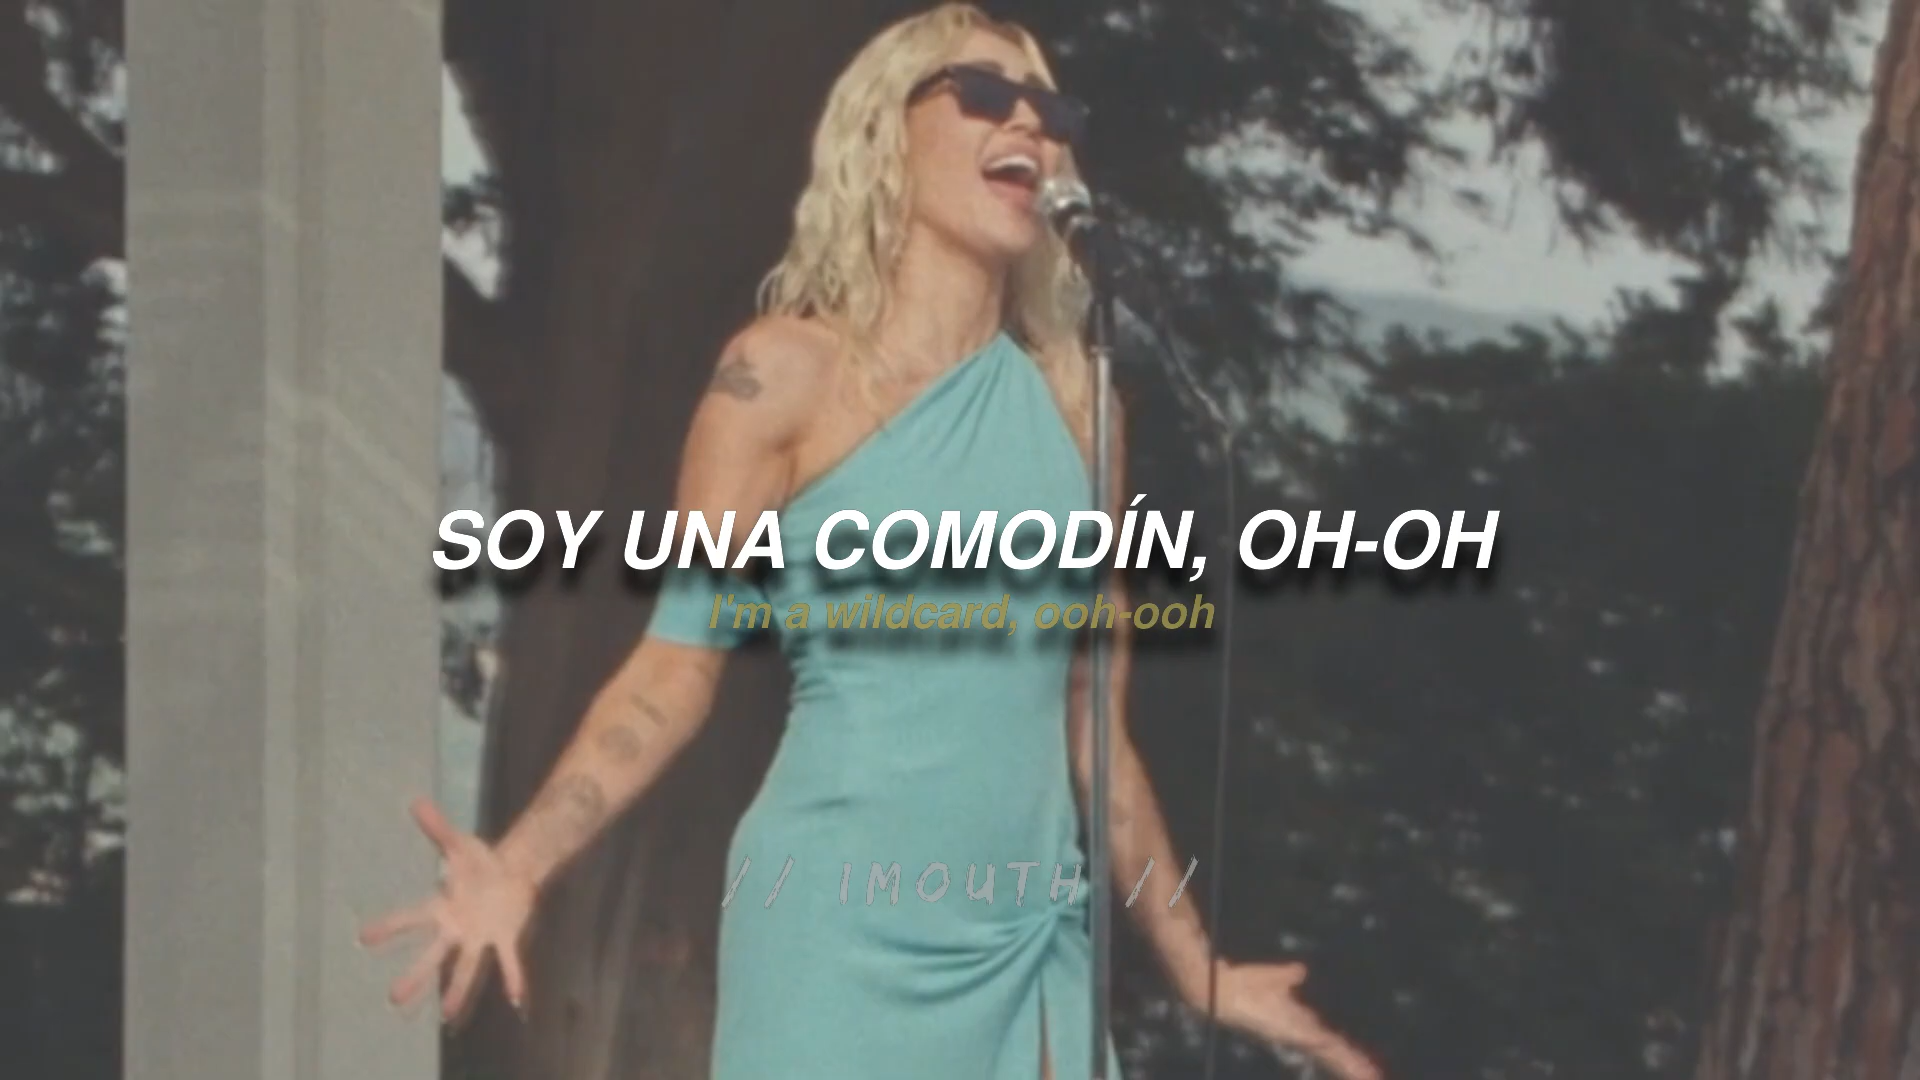 SOY UNA COMODÍN, OH-OH
I'm a wildcard, ooh-ooh
// IMOUTH //